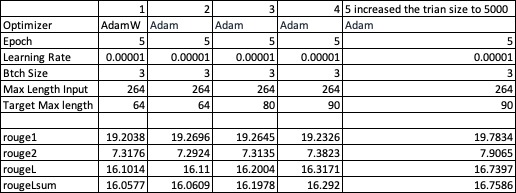 1 2 3 4 5 increased the trian size to 5000
Optimizer AdamW Adam Adam Adam Adam
Epoch 5 5 5 5 5
Learning Rate 0.00001 0.00001 0.00001 0.00001 0.00001
Btch Size 3 3 3 3 3
Max Length Input 264 264 264 264 264
Target Max length 64 64 80 90 90
rouge1 19.2038 19.2696 19.2645 19.2326 19.7834
rouge2 7.3176 7.2924 7.3135 7.3823 7.9065
rougeL 16.1014 16.11 16.2004 16.3171 16.7397
rougeLsum 16.0577 16.0609 16.1978 16.292 16.7586